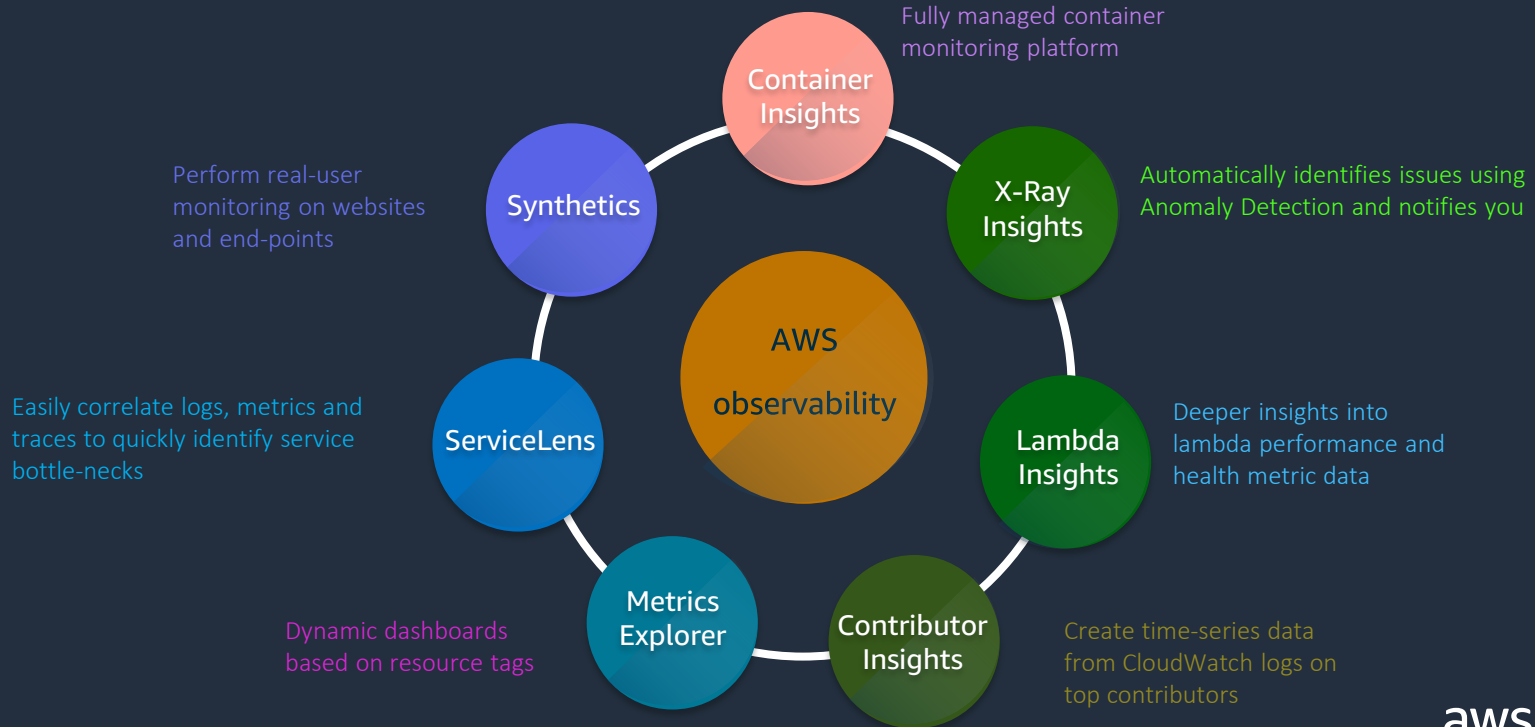 Fully managed container
monitoring platform
Container
Insights
Perform real-user
monitoring on websites
and end-points
Synthetics
X-Ray
Insights
Automatically identifies issues using
Anomaly Detection and notifies you
AWS
observability
Easily correlate logs, metrics and
traces to quickly identify service
bottle-necks
ServiceLens
Lambda
Insights
Deeper insights into
lambda performance and
health metric data
Dynamic dashboards
based on resource tags
Metrics
Explorer
Contributor
Insights
Create time-series data
from CloudWatch logs on
top contributors
aws